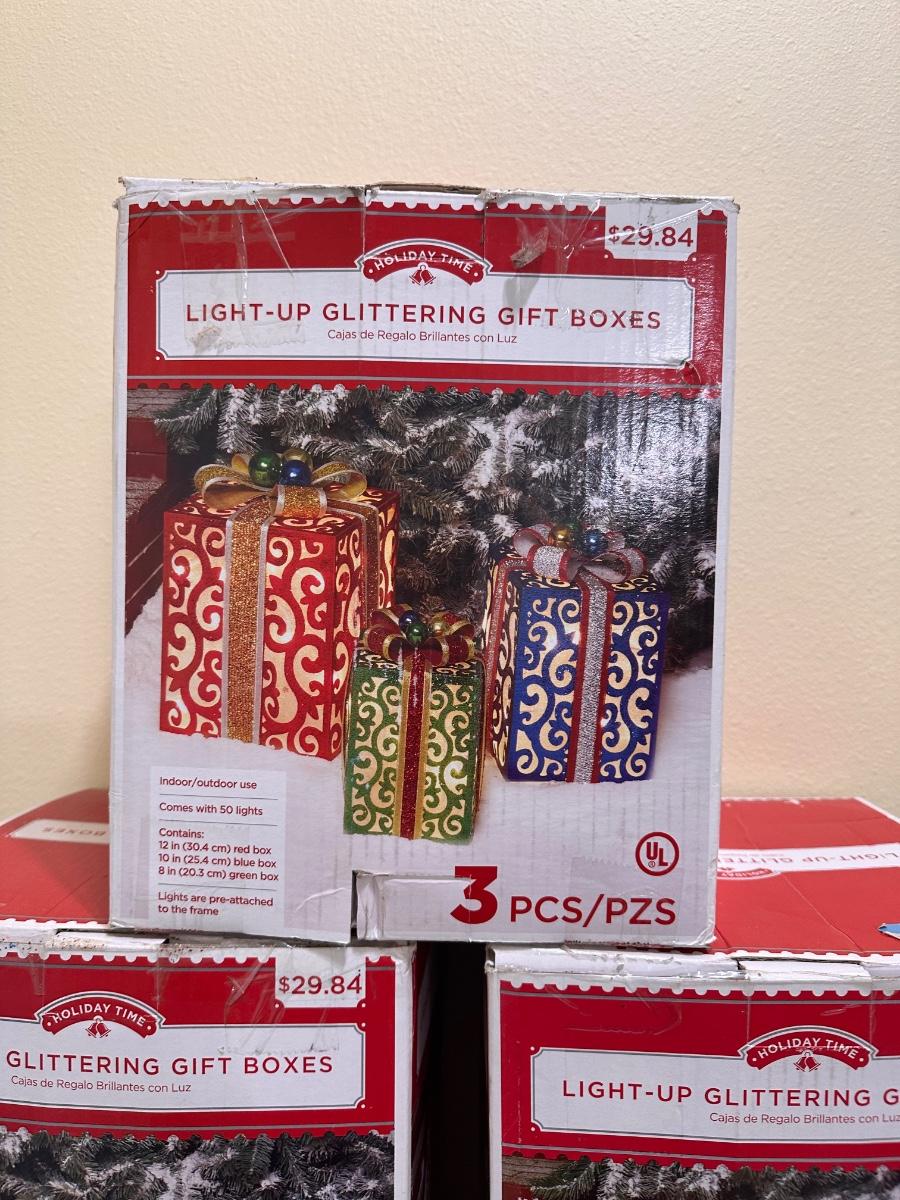 $29.84
HOLIDAY TIME
LIGHT-UP GLITTERING GIFT BOXES
Cajas de Regalo Brillantes con Luz
Indoor/outdoor use
Comes with 50 lights
Contains:
12 in (30.4 cm) red box
10 in (25.4 cm) blue box
8 in (20.3 cm) green box
Lights are pre-attached
to the frame
UL
3 PCS/PZS
BOXES
LIGHT-UP GLITTE
HOLIDAY
$29.84
HOLIDAY TIME
GLITTERING GIFT BOXES
Cajas de Regalo Brillantes con Luz
HOLIDAY TIME
LIGHT-UP GLITTERING G
Cajas de Regalo Brillantes con Luz